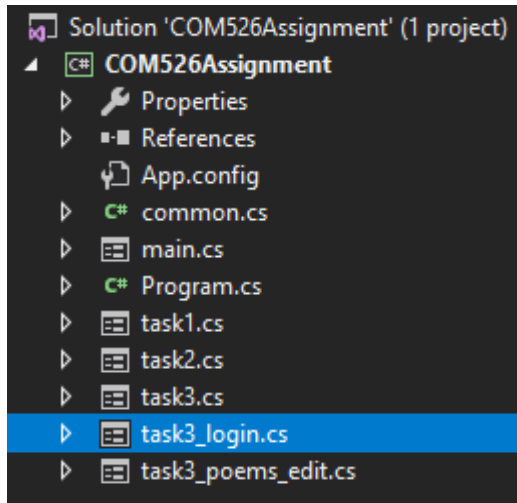 Solution 'COM526Assignment' (1 project)
C# COM526Assignment
Properties
References
App.config
C# common.cs
main.cs
C# Program.cs
task1.cs
task2.cs
task3.cs
task3_login.cs
task3_poems_edit.cs